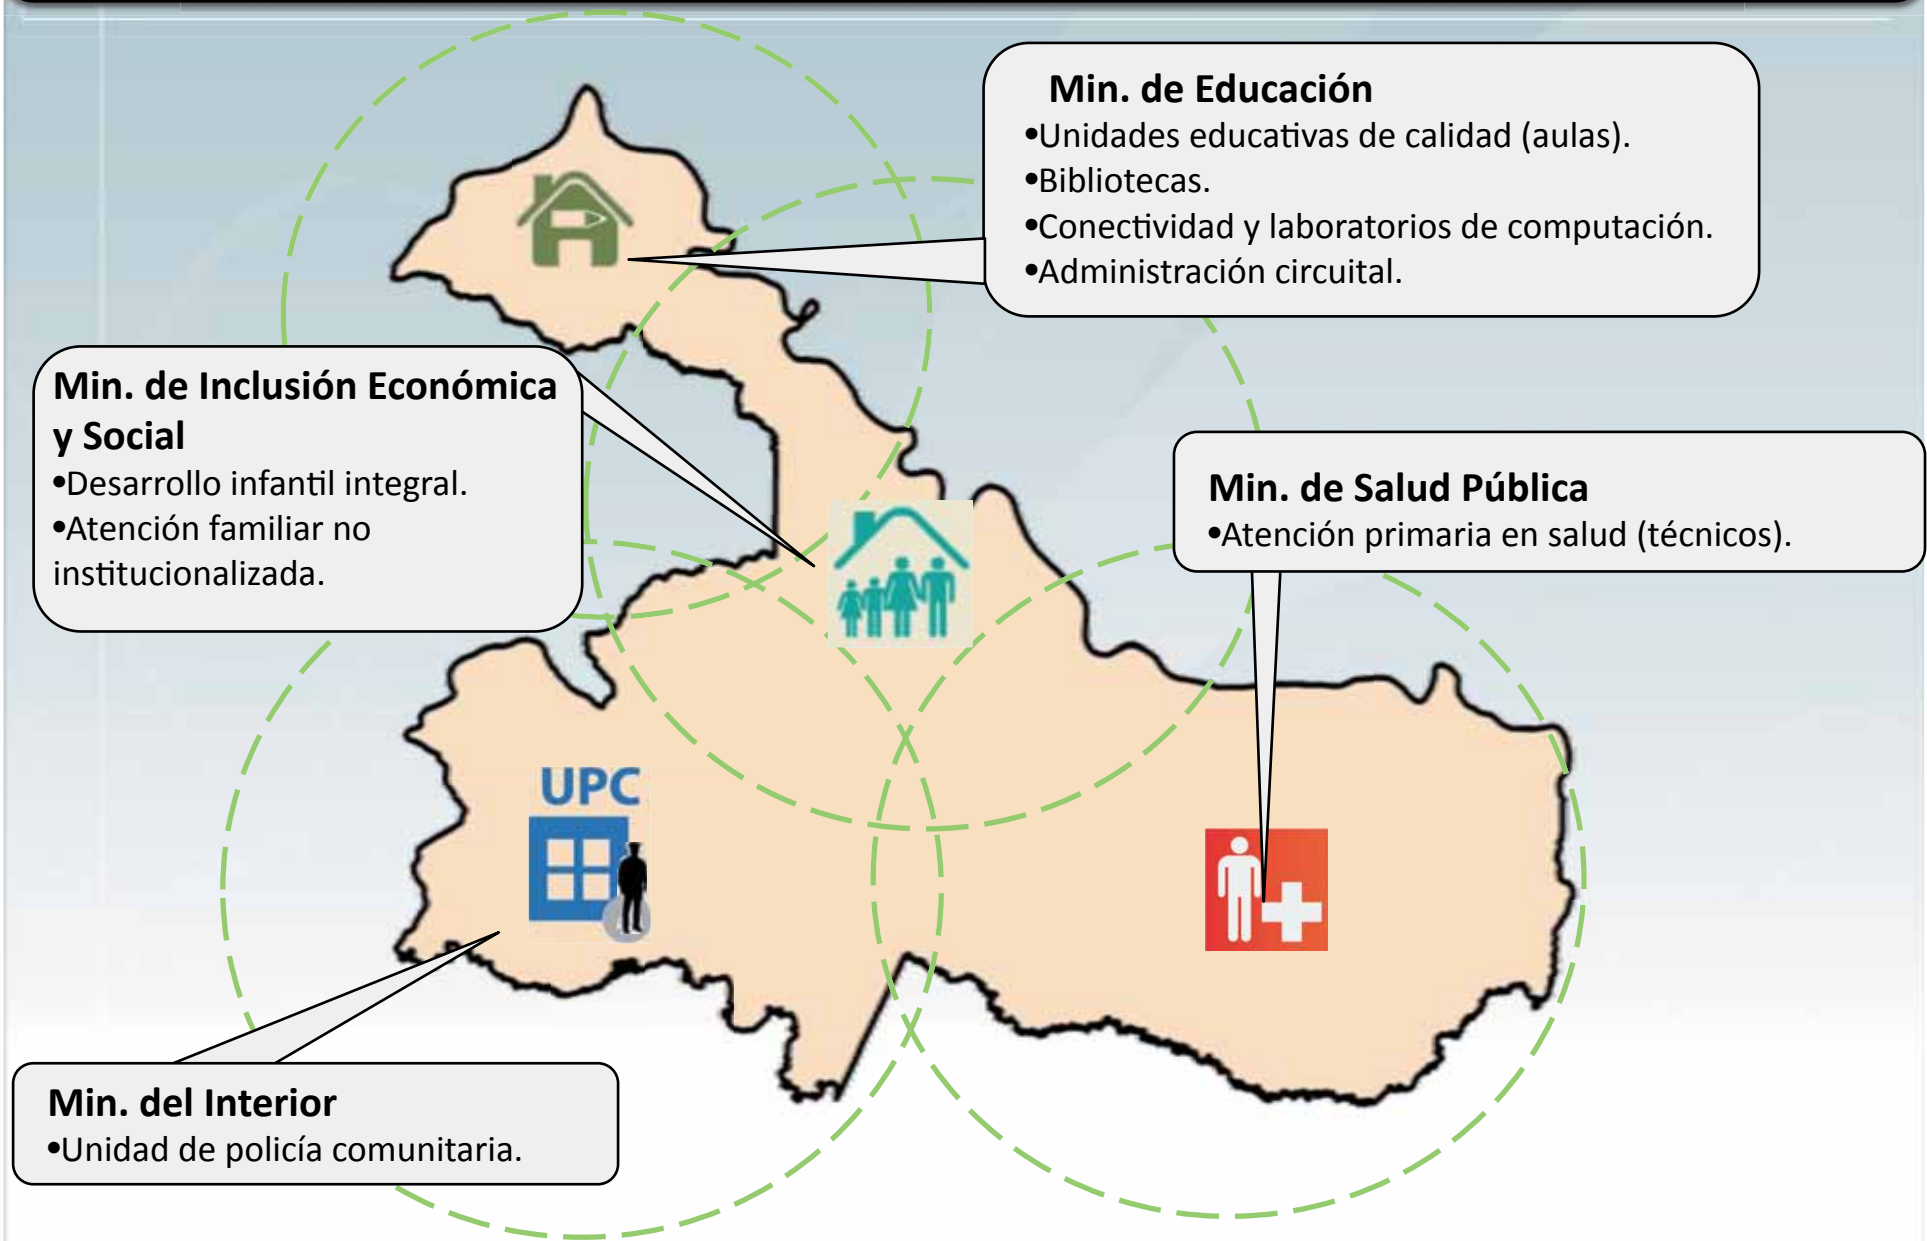 Min. de Educación
•Unidades educativas de calidad (aulas).
•Bibliotecas.
•Conectividad y laboratorios de computación.
•Administración circuital.
Min. de Inclusión Económica
y Social
•Desarrollo infantil integral.
•Atención familiar no
institucionalizada.
Min. de Salud Pública
•Atención primaria en salud (técnicos).
UPC
Min. del Interior
•Unidad de policía comunitaria.